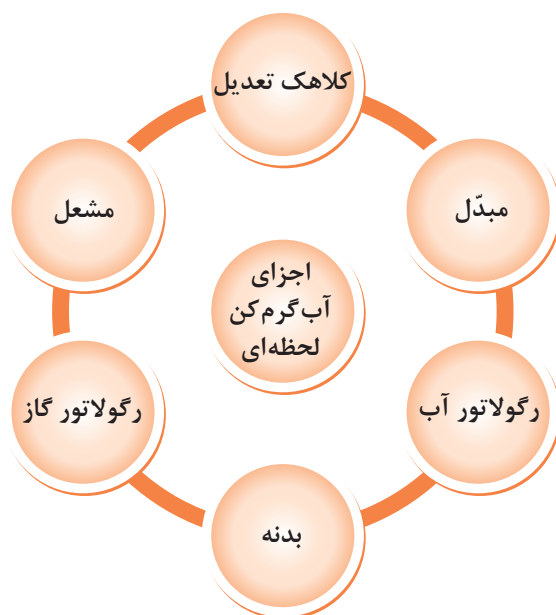 کلاهک تعدیل
مبدّل
مشعل
اجزای
آب‌گرم‌کن
لحظه‌ای
رگولاتور آب
رگولاتور گاز
بدنه